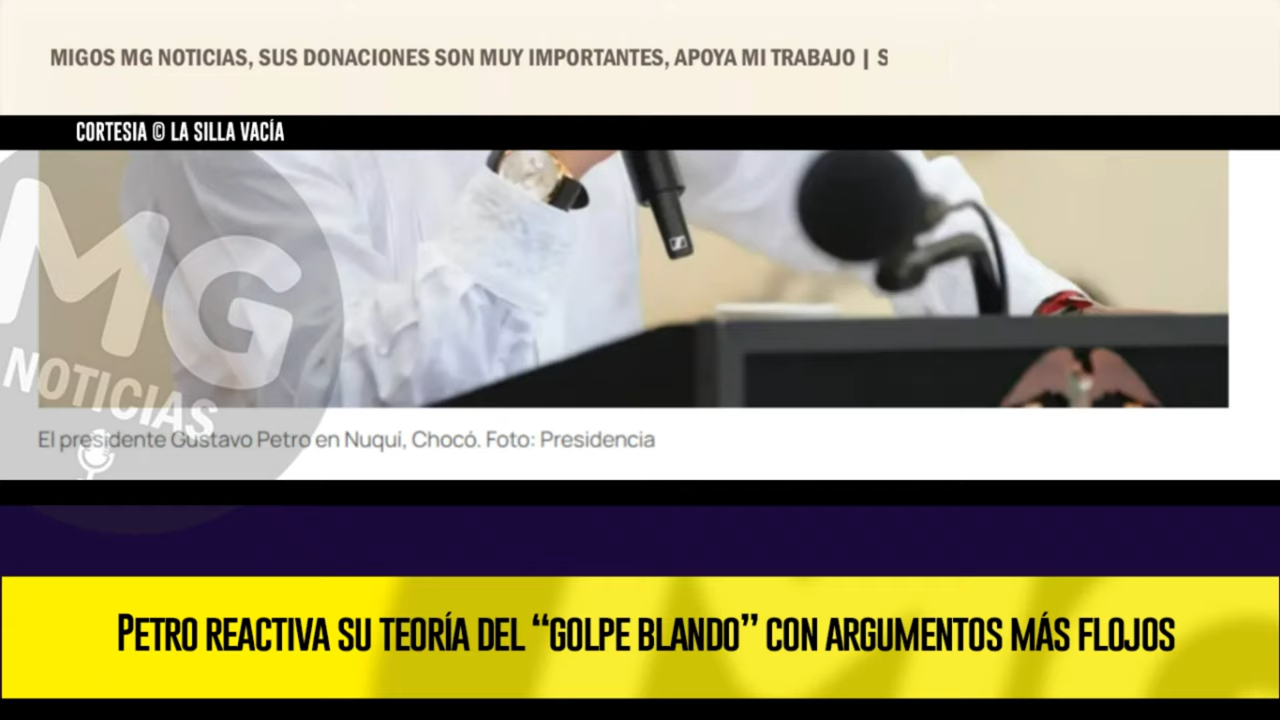 MIGOS MG NOTICIAS, SUS DONACIONES SON MUY IMPORTANTES, APOYA MI TRABAJO | S
CORTESIA © LA SILLA VACÍA
MG
NOTICIAS
El presidente Gustavo Petro en Nuquí, Chocó. Foto: Presidencia
PETRO REACTIVA SU TEORÍA DEL “GOLPE BLANDO” CON ARGUMENTOS MÁS FLOJOS